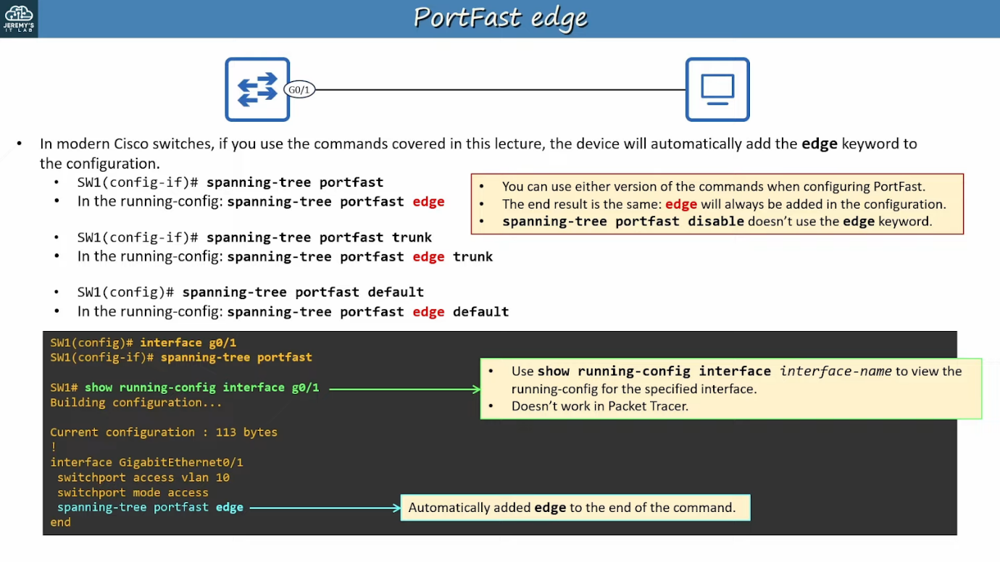 JEREMY'S
IT LAB
PortFast edge
G0/1
• In modern Cisco switches, if you use the commands covered in this lecture, the device will automatically add the edge keyword to
the configuration.
• SW1(config-if)# spanning-tree portfast
• In the running-config: spanning-tree portfast edge
• SW1(config-if)# spanning-tree portfast trunk
• In the running-config: spanning-tree portfast edge trunk
• SW1(config)# spanning-tree portfast default
• In the running-config: spanning-tree portfast edge default
• You can use either version of the commands when configuring PortFast.
• The end result is the same: edge will always be added in the configuration.
• spanning-tree portfast disable doesn't use the edge keyword.
SW1(config)# interface g0/1
SW1(config-if)# spanning-tree portfast
SW1# show running-config interface g0/1
Building configuration...
Current configuration : 113 bytes
!
interface GigabitEthernet0/1
switchport access vlan 10
switchport mode access
spanning-tree portfast edge
end
• Use show running-config interface interface-name to view the
running-config for the specified interface.
• Doesn't work in Packet Tracer.
Automatically added edge to the end of the command.